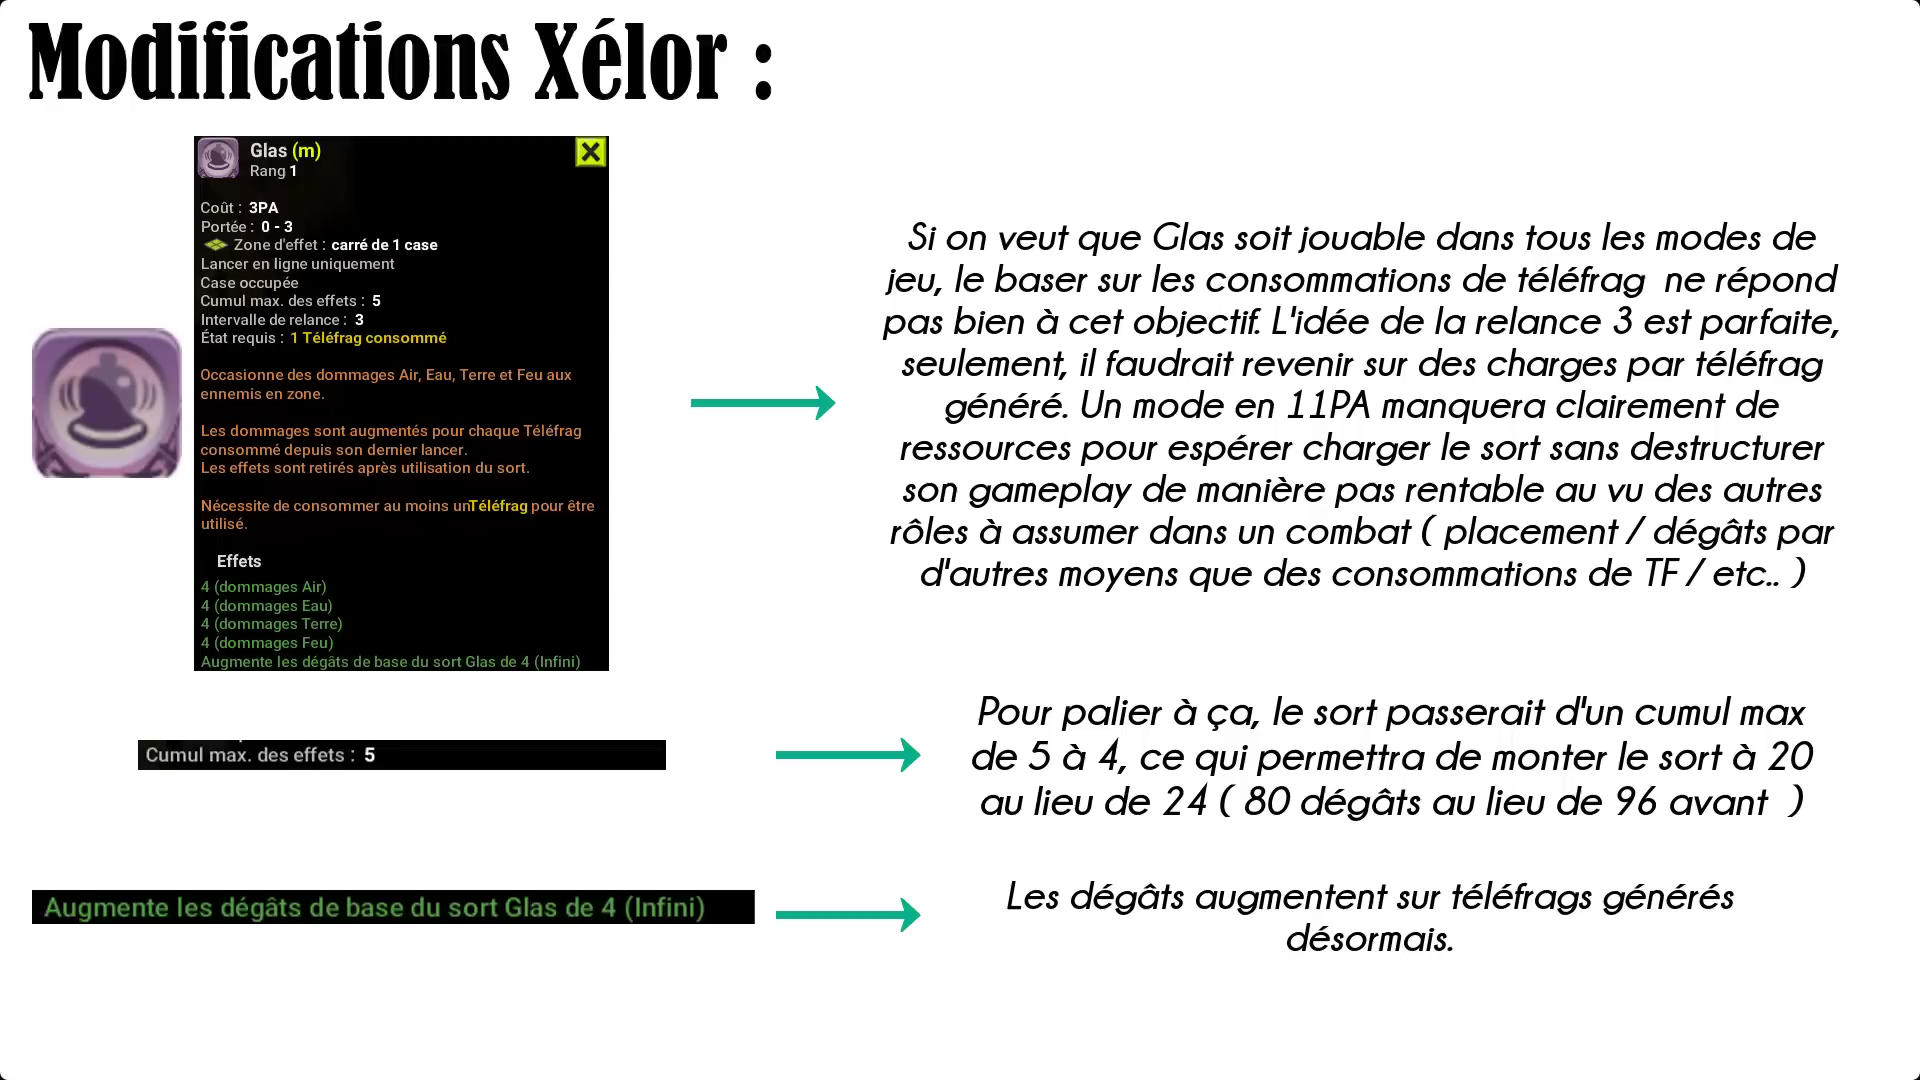 Modifications Xélor :
Glas (m)
Rang 1
Coût : 3PA
Portée : 0 - 3
Zone d'effet : carré de 1 case
Lancer en ligne uniquement
Case occupée
Cumul max. des effets : 5
Intervalle de relance : 3
État requis : 1 Téléfrag consommé
Occasionne des dommages Air, Eau, Terre et Feu aux
ennemis en zone.
Les dommages sont augmentés pour chaque Téléfrag
consommé depuis son dernier lancer.
Les effets sont retirés après utilisation du sort.
Nécessite de consommer au moins unTéléfrag pour être
utilisé.
Effets
4 (dommages Air)
4 (dommages Eau)
4 (dommages Terre)
4 (dommages Feu)
Augmente les dégâts de base du sort Glas de 4 (Infini)
Si on veut que Glas soit jouable dans tous les modes de
jeu, le baser sur les consommations de téléfrag  ne répond
pas bien à cet objectif. L'idée de la relance 3 est parfaite,
seulement, il faudrait revenir sur des charges par téléfrag
généré. Un mode en 11PA manquera clairement de
ressources pour espérer charger le sort sans destructurer
son gameplay de manière pas rentable au vu des autres
rôles à assumer dans un combat ( placement / dégâts par
d'autres moyens que des consommations de TF / etc.. )
Cumul max. des effets : 5
Pour palier à ça, le sort passerait d'un cumul max
de 5 à 4, ce qui permettra de monter le sort à 20
au lieu de 24 ( 80 dégâts au lieu de 96 avant  )
Augmente les dégâts de base du sort Glas de 4 (Infini)
Les dégâts augmentent sur téléfrags générés
désormais.